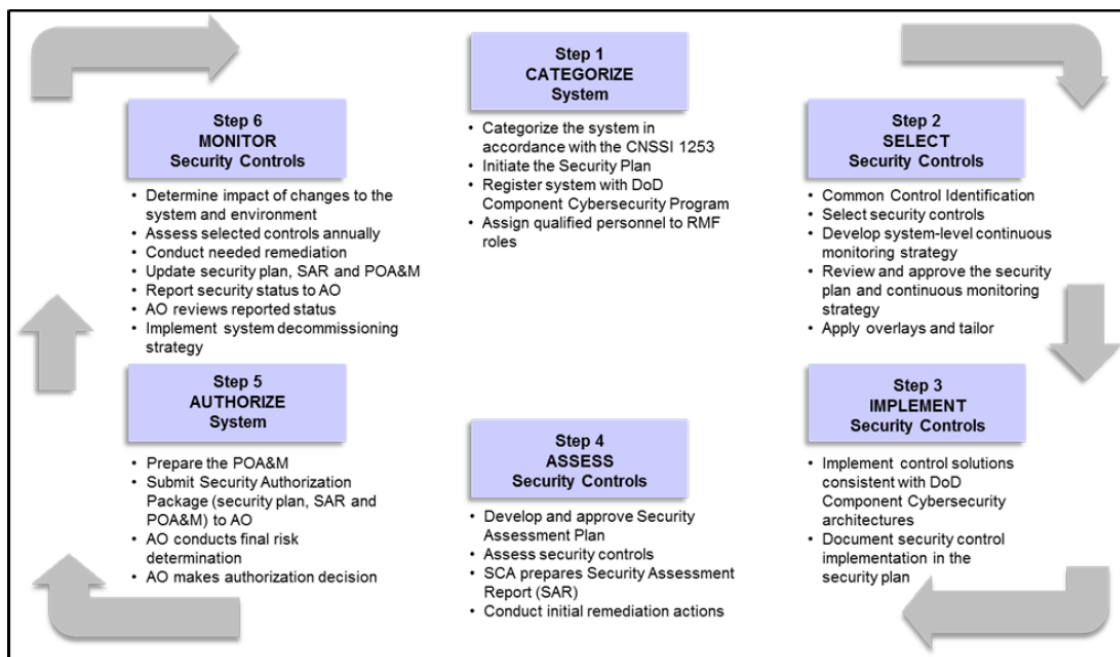 Step 1
CATEGORIZE
System
• Categorize the system in
accordance with the CNSSI 1253
• Initiate the Security Plan
• Register system with DoD
Component Cybersecurity Program
• Assign qualified personnel to RMF
roles
Step 2
SELECT
Security Controls
• Common Control Identification
• Select security controls
• Develop system-level continuous
monitoring strategy
• Review and approve the security
plan and continuous monitoring
strategy
• Apply overlays and tailor
Step 3
IMPLEMENT
Security Controls
• Implement control solutions
consistent with DoD
Component Cybersecurity
architectures
• Document security control
implementation in the
security plan
Step 4
ASSESS
Security Controls
• Develop and approve Security
Assessment Plan
• Assess security controls
• SCA prepares Security Assessment
Report (SAR)
• Conduct initial remediation actions
Step 5
AUTHORIZE
System
• Prepare the POA&M
• Submit Security Authorization
Package (security plan, SAR and
POA&M) to AO
• AO conducts final risk
determination
• AO makes authorization decision
Step 6
MONITOR
Security Controls
• Determine impact of changes to the
system and environment
• Assess selected controls annually
• Conduct needed remediation
• Update security plan, SAR and POA&M
• Report security status to AO
• AO reviews reported status
• Implement system decommissioning
strategy